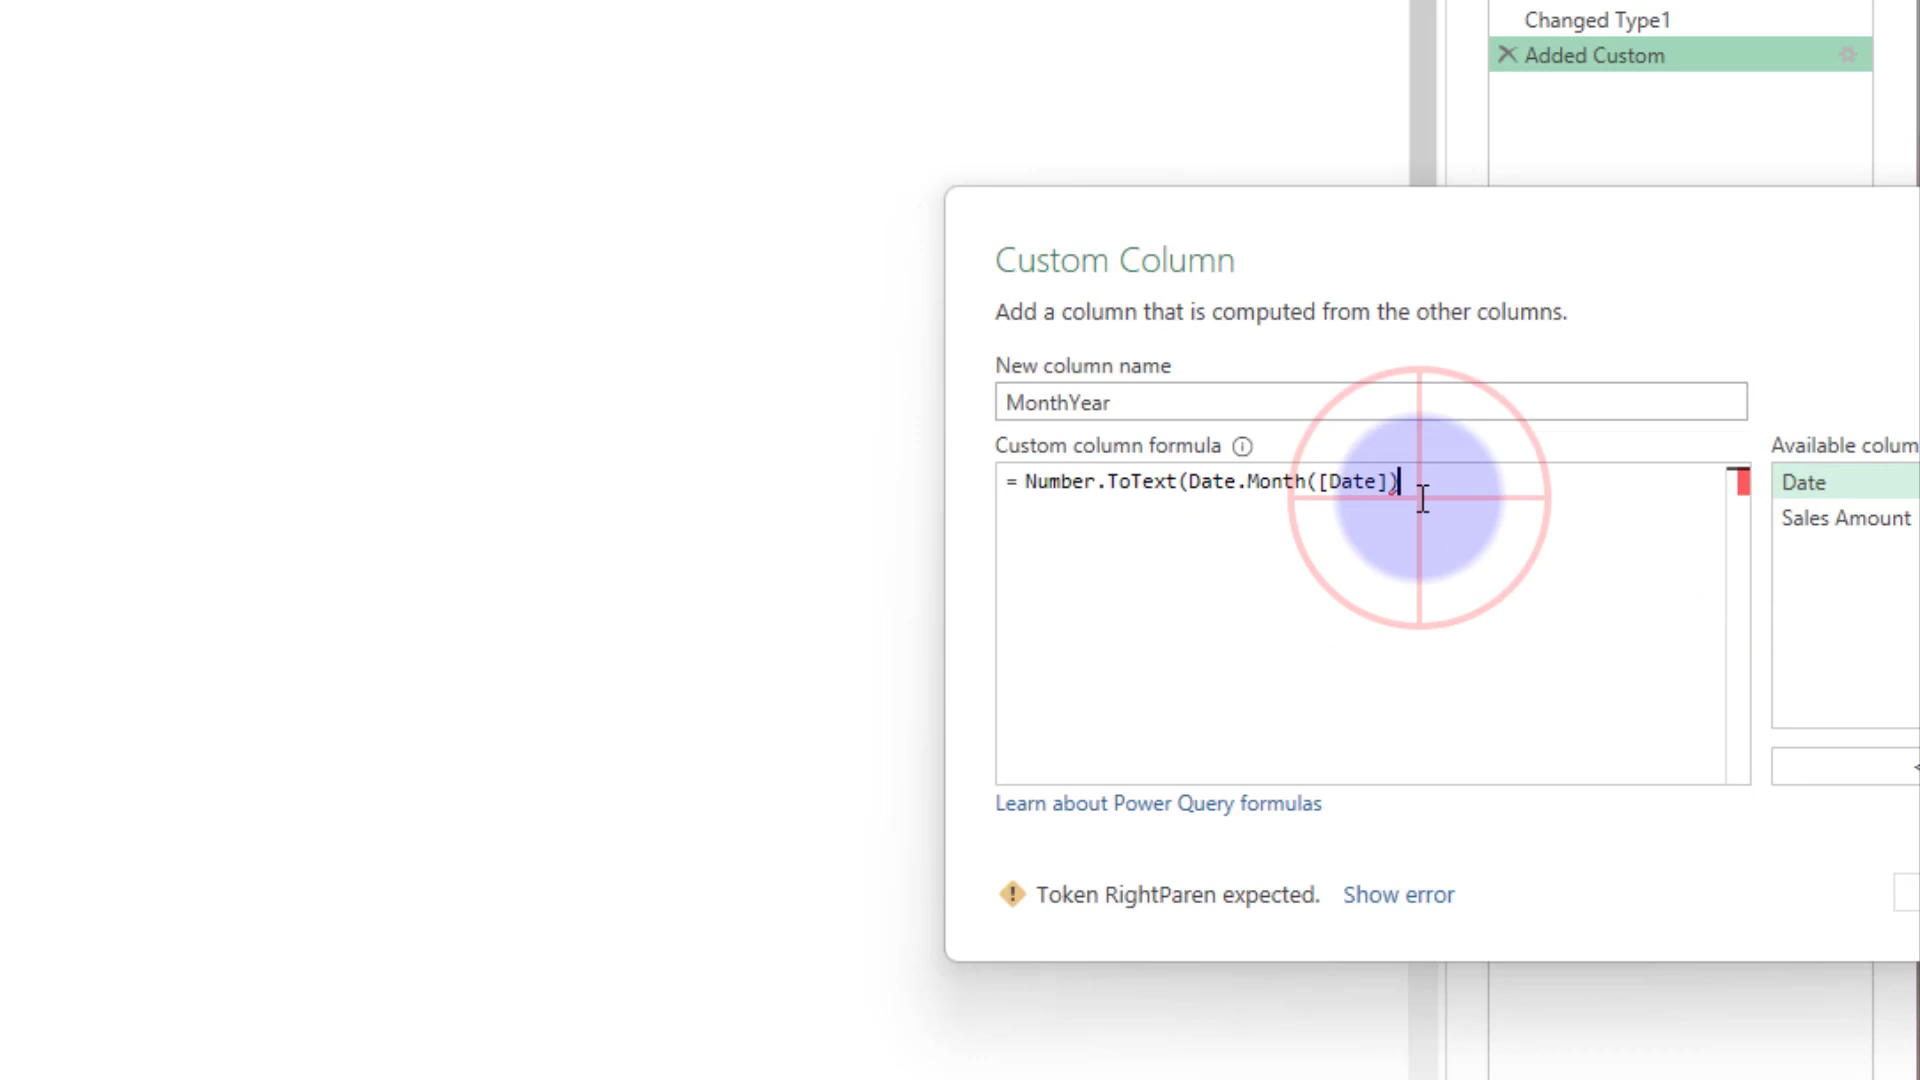 Changed Type1
Added Custom
Custom Column
Add a column that is computed from the other columns.
New column name
MonthYear
Custom column formula
Available colum
= Number.ToText(Date.Month([Date])
Date
Sales Amount
Learn about Power Query formulas
Token RightParen expected. Show error